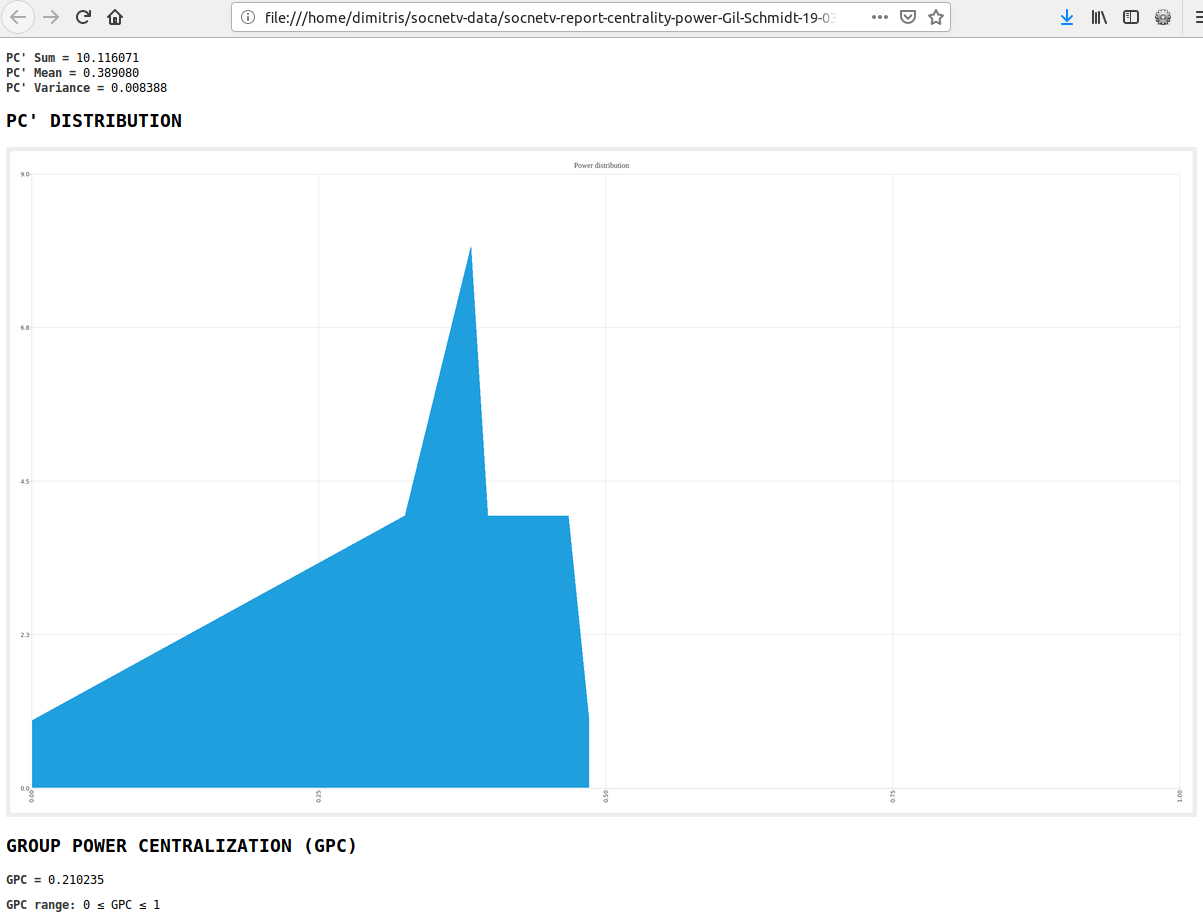 file:///home/dimitris/socnetv-data/socnetv-report-centrality-power-Gil-Schmidt-19-03
PC' Sum = 10.116071
PC' Mean = 0.389080
PC' Variance = 0.008388
PC' DISTRIBUTION
Power distribution
9.0
6.8
4.5
2.3
0.0
0.00 0.25 0.50 0.75 1.00
GROUP POWER CENTRALIZATION (GPC)
GPC = 0.210235
GPC range: 0 ≤ GPC ≤ 1